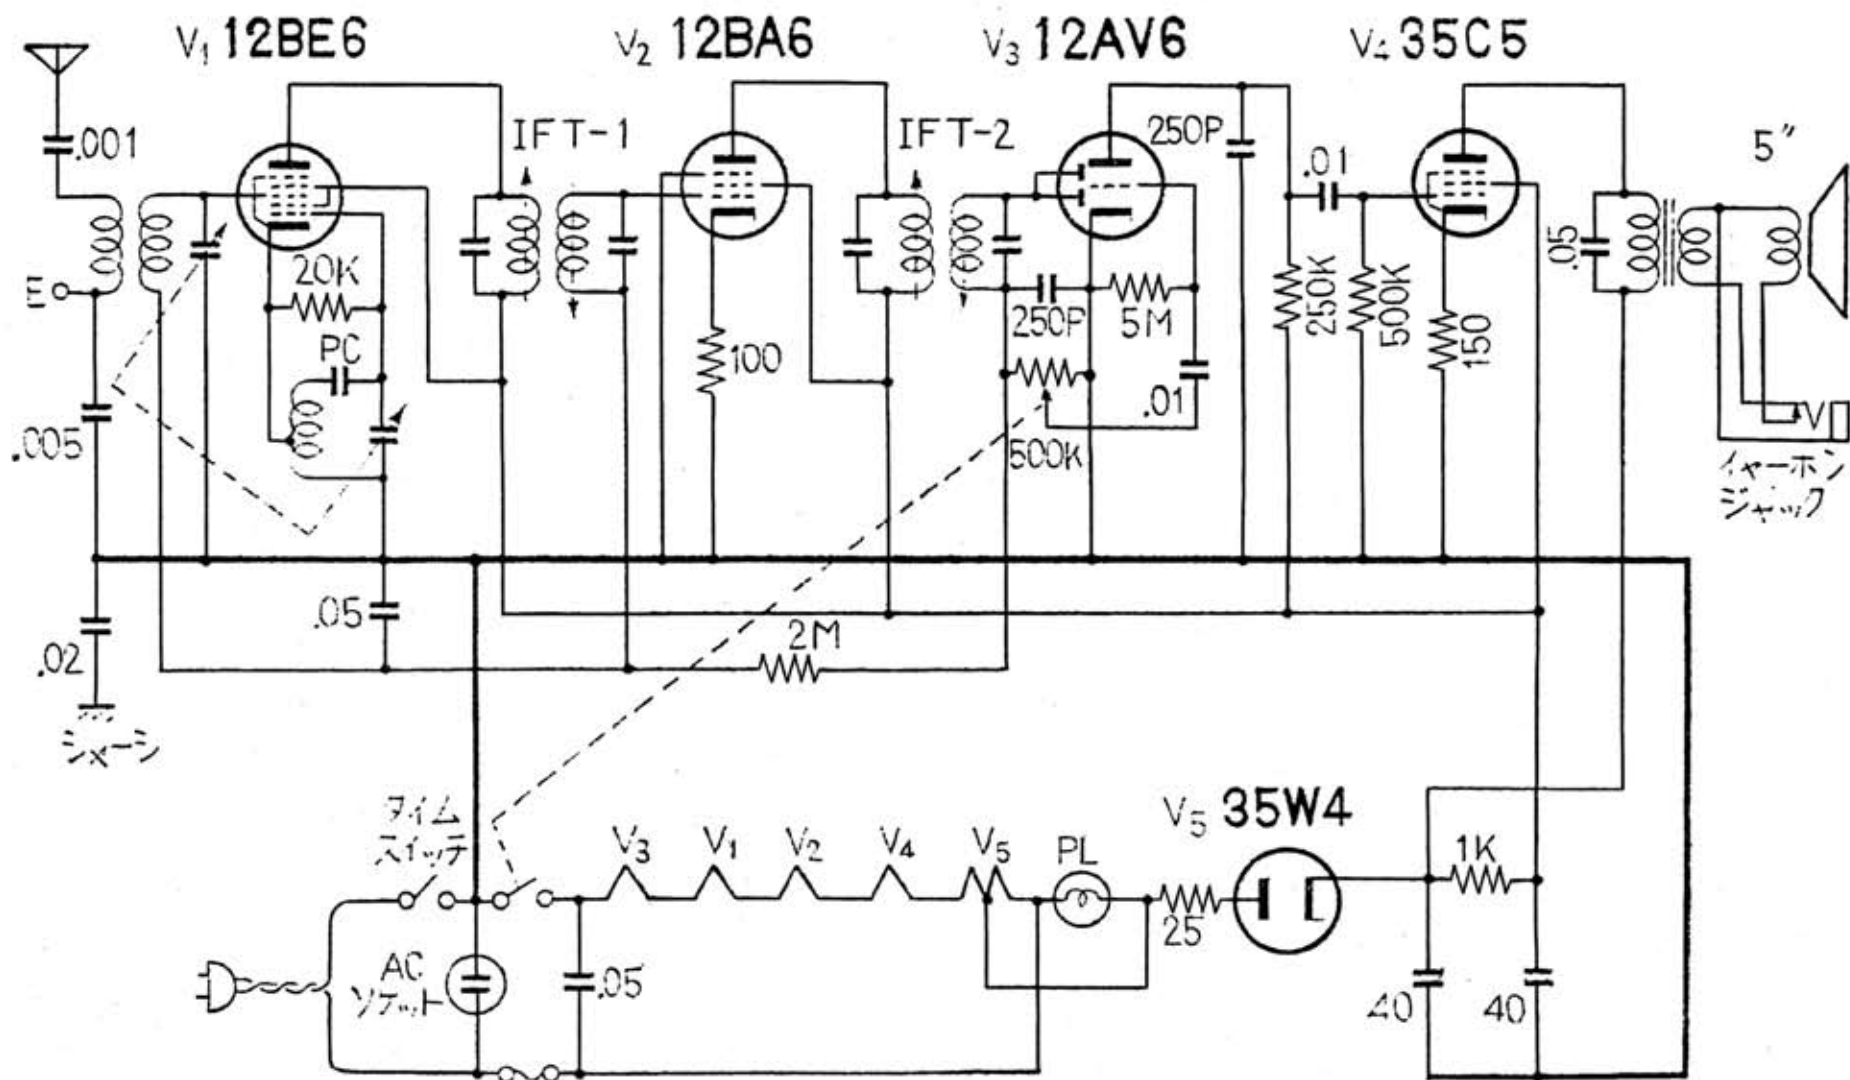 V₁ 12BE6
V₂ 12BA6
V₃ 12AV6
V₄ 35C5
.001
IFT-1
IFT-2
250P
.01
5"
E
20K
PC
100
250P
5M
.01
500K
250K
500K
150
.05
.005
イヤーホン
ジャック
.02
.05
2M
シャーシ
タイム
スイッチ
V₃
V₁
V₂
V₄
V₅
PL
V₅ 35W4
1K
25
AC
ソケット
.05
40
40